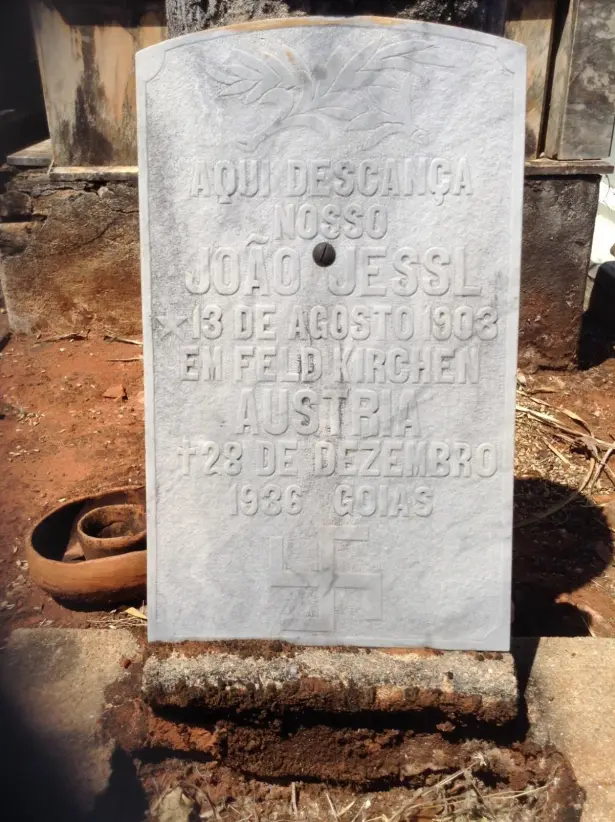 AQUI DESCANÇA
NOSSO
JOÃO JESSL
× 13 DE AGOSTO 1903
EM FELD KIRCHEN
AUSTRIA
† 28 DE DEZEMBRO
1936 GOIAS